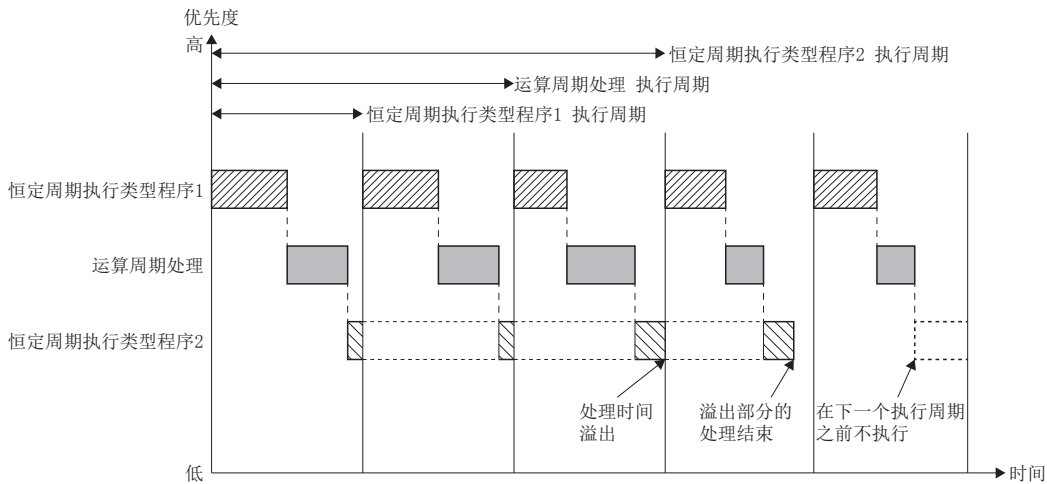 优先度
高
恒定周期执行类型程序2 执行周期
运算周期处理 执行周期
恒定周期执行类型程序1 执行周期
恒定周期执行类型程序1
运算周期处理
恒定周期执行类型程序2
处理时间
溢出
溢出部分的
处理结束
在下一个执行周期
之前不执行
低
时间